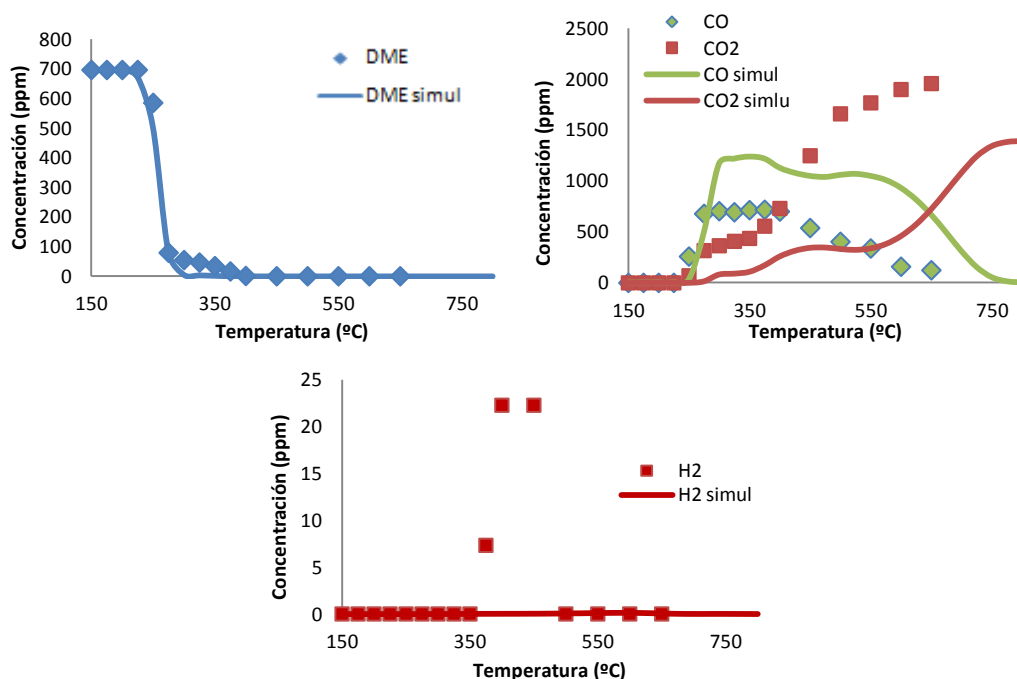 800
700
600
500
400
300
200
100
0
150
350
550
750
Concentración (ppm)
Temperatura (ºC)
DME
DME simul
2500
2000
1500
1000
500
0
150
350
550
750
Concentración (ppm)
Temperatura (ºC)
CO
CO2
CO simul
CO2 simlu
25
20
15
10
5
0
150
350
550
750
Concentración (ppm)
Temperatura (ºC)
H2
H2 simul